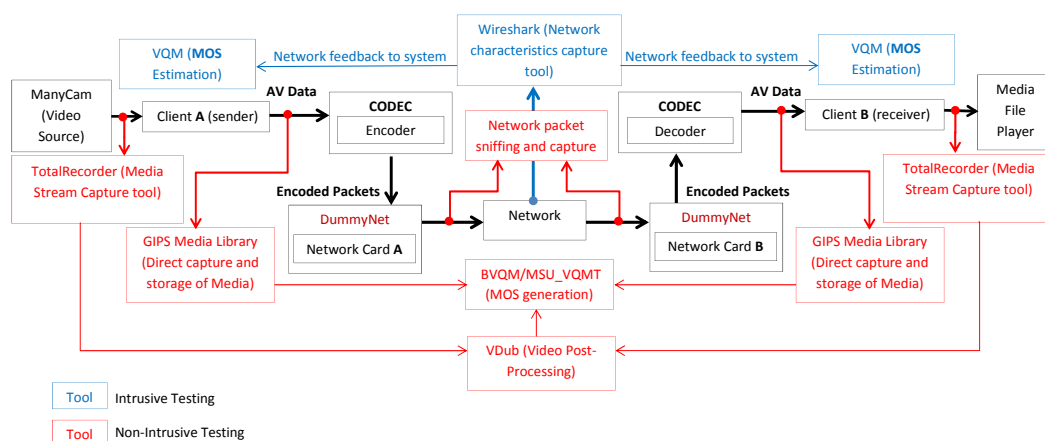 Wireshark (Network
characteristics capture
tool)
VQM (MOS
Estimation)
Network feedback to system
Network feedback to system
VQM (MOS
Estimation)
ManyCam
(Video
Source)
Client A (sender)
AV Data
CODEC
Encoder
Network packet
sniffing and capture
CODEC
Decoder
AV Data
Client B (receiver)
Media
File
Player
TotalRecorder (Media
Stream Capture tool)
TotalRecorder (Media
Stream Capture tool)
Encoded Packets
Encoded Packets
DummyNet
Network Card A
Network
DummyNet
Network Card B
GIPS Media Library
(Direct capture and
storage of Media)
GIPS Media Library
(Direct capture and
storage of Media)
BVQM/MSU_VQMT
(MOS generation)
VDub (Video Post-
Processing)
Tool Intrusive Testing
Tool Non-Intrusive Testing